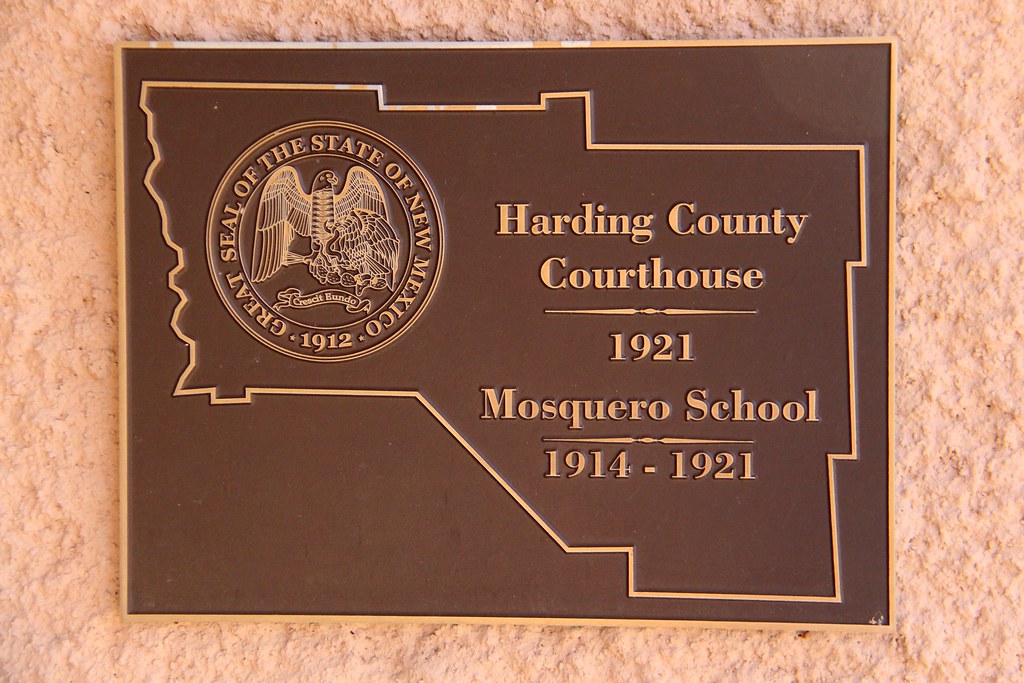 GREAT SEAL OF THE STATE OF NEW MEXICO
Crescit Eundo
• 1912 •
Harding County
Courthouse
1921
Mosquero School
1914 - 1921